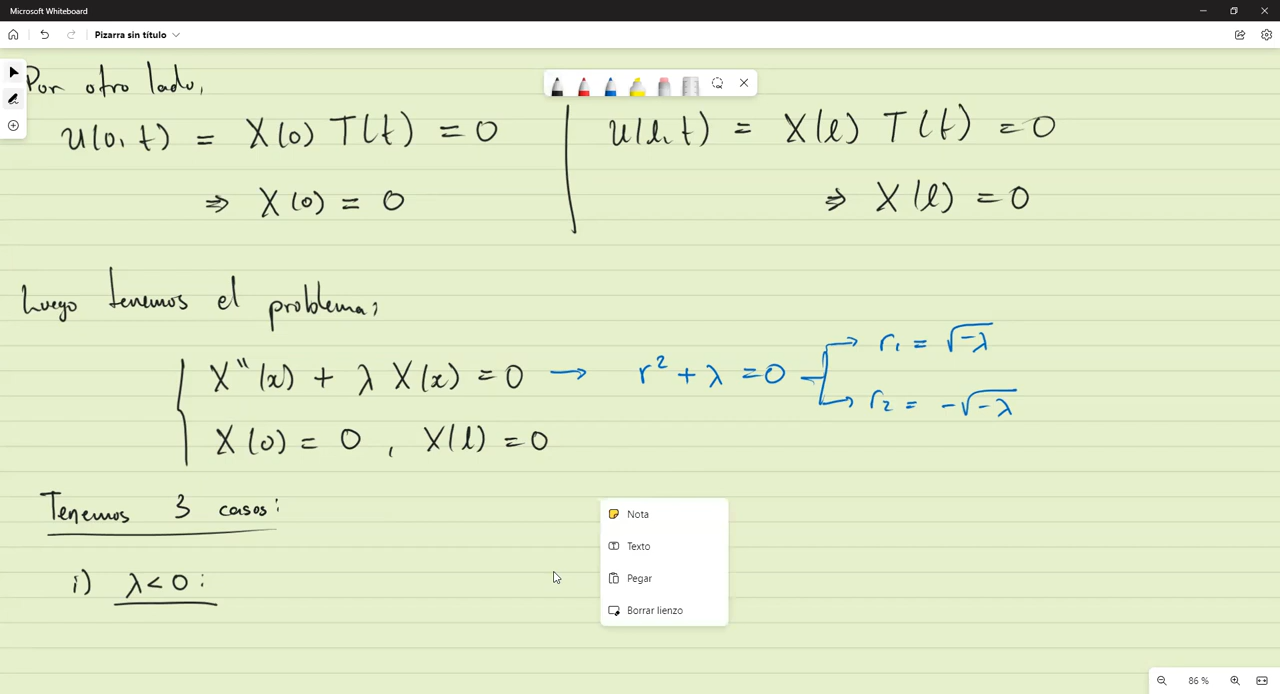 Microsoft Whiteboard
Pizarra sin título
Por otro lado,
u(0,t) = X(0) T(t) = 0
⇒ X(0) = 0
u(l,t) = X(l) T(t) = 0
⇒ X(l) = 0
Luego tenemos el problema;
X''(x) + λ X(x) = 0 → r² + λ = 0
r₁ = √-λ
r₂ = -√-λ
X(0) = 0 , X(l) = 0
Tenemos 3 casos:
i) λ < 0 :
Nota
Texto
Pegar
Borrar lienzo
86 %